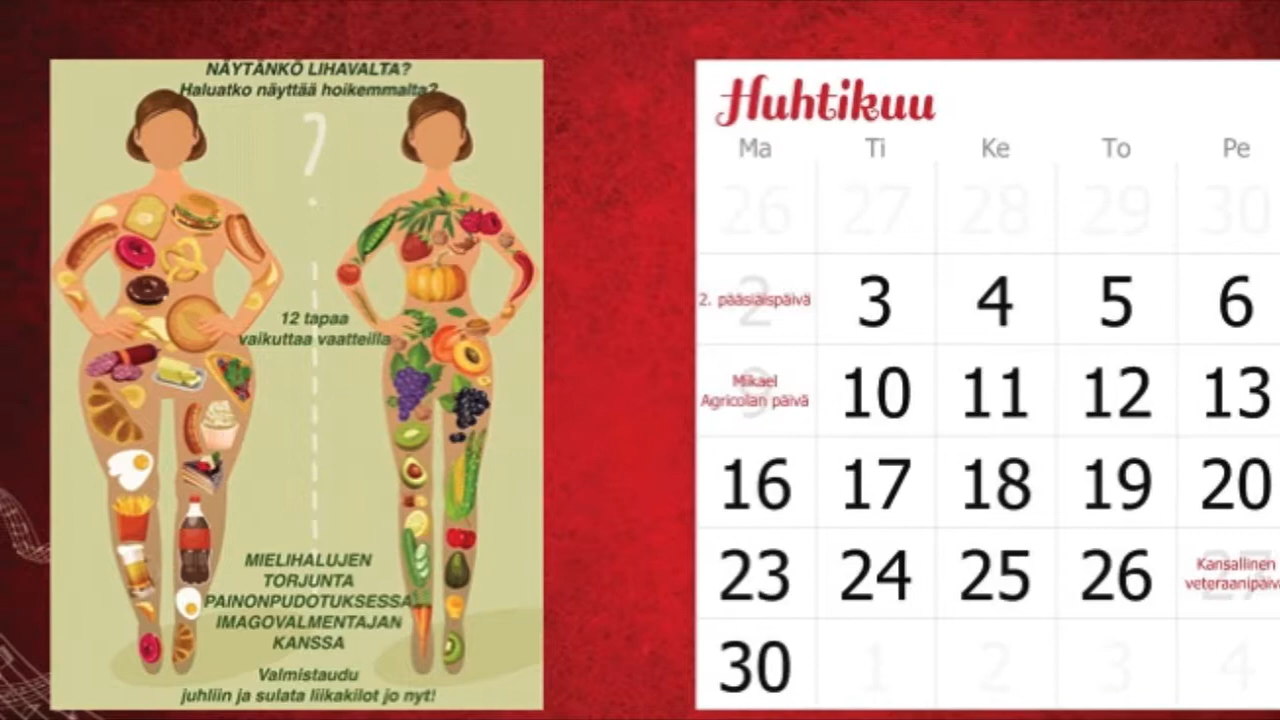 NÄYTÄNKÖ LIHAVALTA?
Haluatko näyttää hoikemmalta?
12 tapaa
vaikuttaa vaatteilla
MIELIHALUJEN
TORJUNTA
PAINONPUDOTUKSESSA
IMAGOVALMENTAJAN
KANSSA
Valmistaudu
juhliin ja sulata liikakilot jo nyt!
Huhtikuu
Ma Ti Ke To Pe
26 27 28 29 30
2 3 4 5 6
2. pääsiäispäivä
9 10 11 12 13
Mikael
Agricolan päivä
16 17 18 19 20
23 24 25 26 27
Kansallinen
veteraanipäivä
30 1 2 3 4